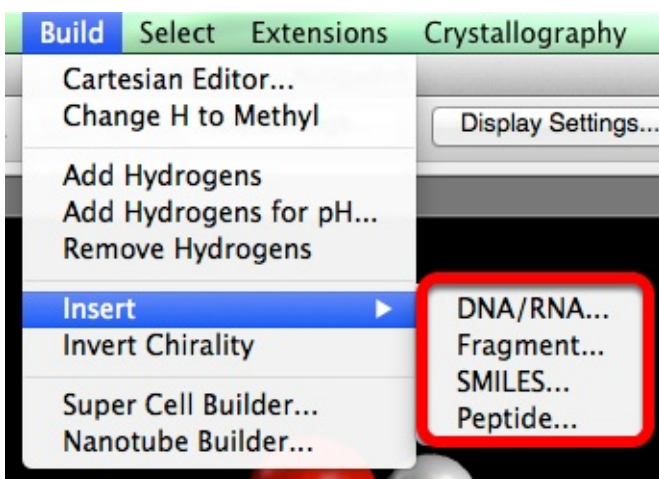 Build Select Extensions Crystallography
Cartesian Editor...
Change H to Methyl
Display Settings...
Add Hydrogens
Add Hydrogens for pH...
Remove Hydrogens
Insert
Invert Chirality
Super Cell Builder...
Nanotube Builder...
DNA/RNA...
Fragment...
SMILES...
Peptide...